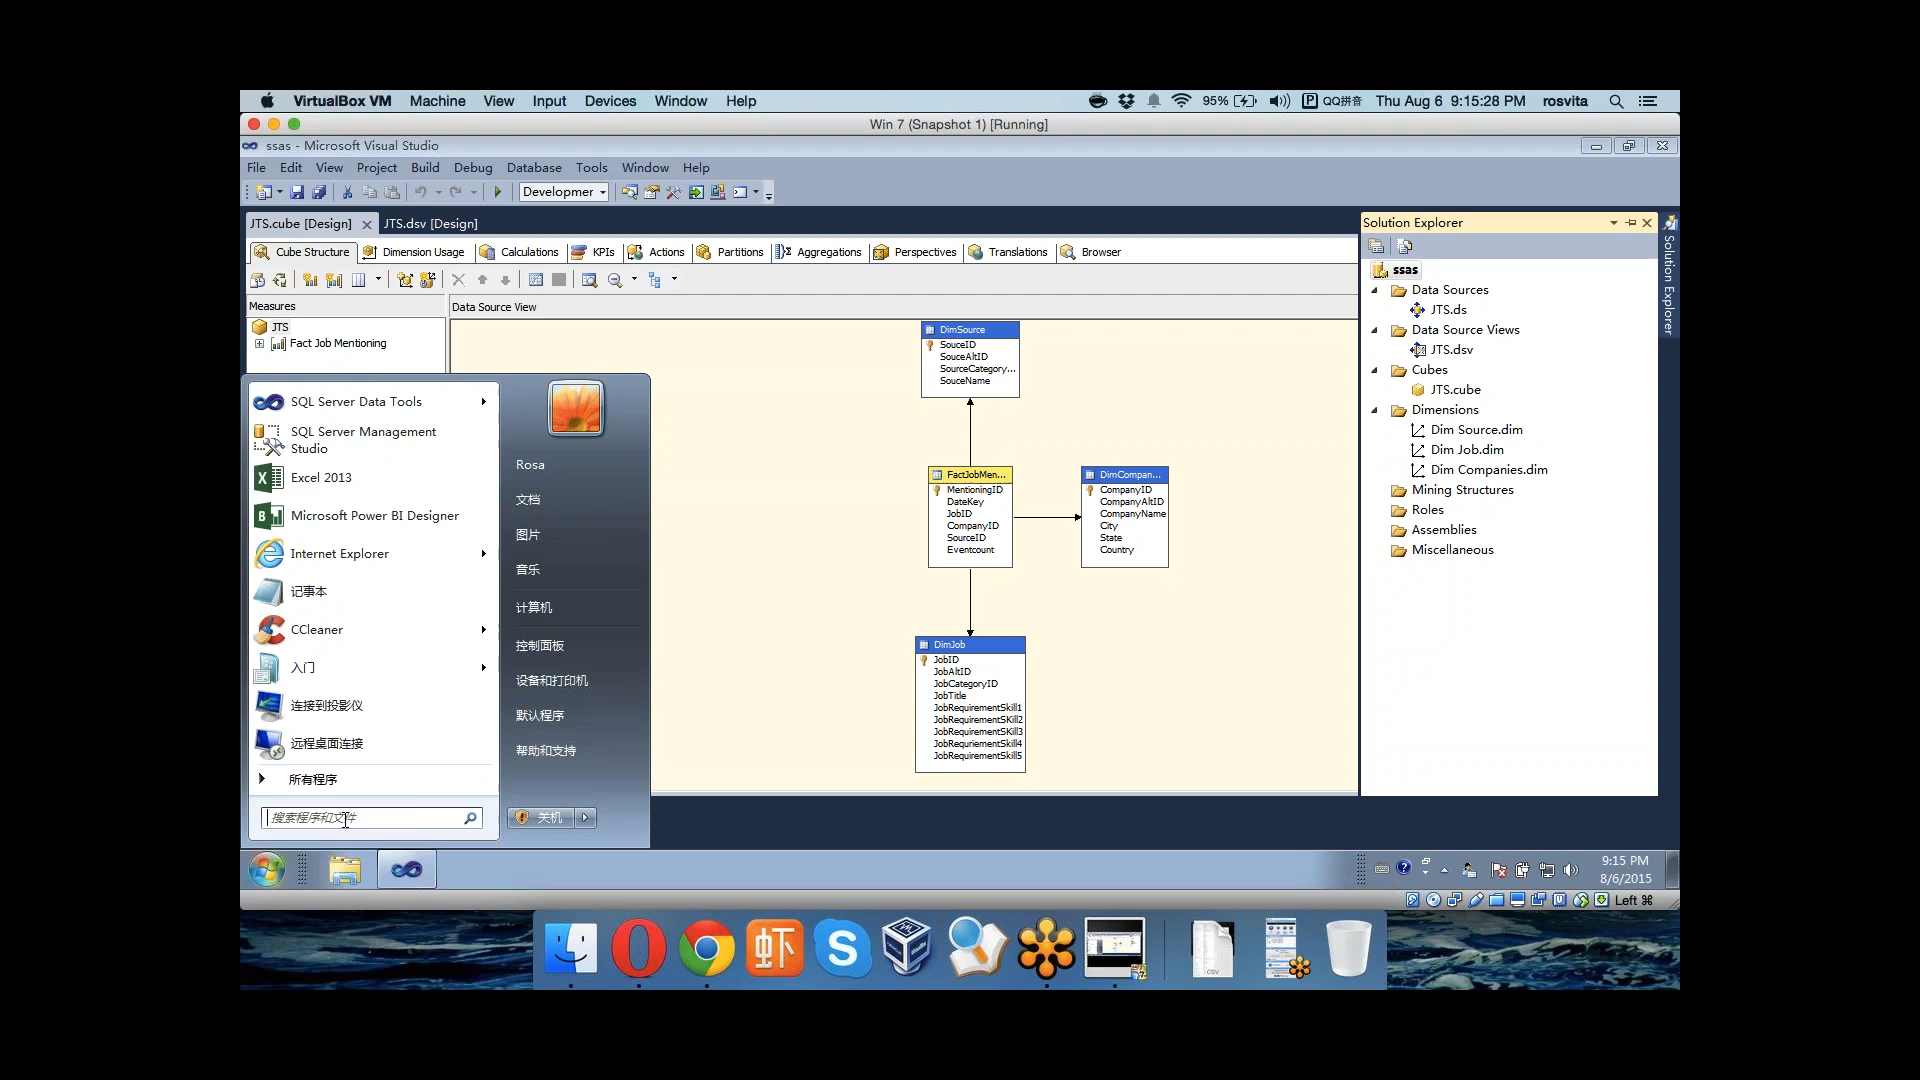 VirtualBox VM Machine View Input Devices Window Help
95% QQ拼音 Thu Aug 6 9:15:28 PM rosvita
Win 7 (Snapshot 1) [Running]
ssas - Microsoft Visual Studio
File Edit View Project Build Debug Database Tools Window Help
Developmer
JTS.cube [Design] JTS.dsv [Design]
Cube Structure Dimension Usage Calculations KPIs Actions Partitions Aggregations Perspectives Translations Browser
Measures
JTS
Fact Job Mentioning
Data Source View
DimSource
SouceID
SouceAltID
SourceCategory...
SouceName
FactJobMen...
MentioningID
DateKey
JobID
CompanyID
SourceID
Eventcount
DimCompan...
CompanyID
CompanyAltID
CompanyName
City
State
Country
DimJob
JobID
JobAltID
JobCategoryID
JobTitle
JobRequirementSkill1
JobRequirementSKill2
JobRequirementSKill3
JobRequriementSkill4
JobRequirementSkill5
SQL Server Data Tools
SQL Server Management
Studio
Excel 2013
Microsoft Power BI Designer
Internet Explorer
记事本
CCleaner
入门
连接到投影仪
远程桌面连接
所有程序
搜索程序和文件
Rosa
文档
图片
音乐
计算机
控制面板
设备和打印机
默认程序
帮助和支持
关机
Solution Explorer
ssas
Data Sources
JTS.ds
Data Source Views
JTS.dsv
Cubes
JTS.cube
Dimensions
Dim Source.dim
Dim Job.dim
Dim Companies.dim
Mining Structures
Roles
Assemblies
Miscellaneous
Solution Explorer
9:15 PM
8/6/2015
Left ⌘
虾
CSV